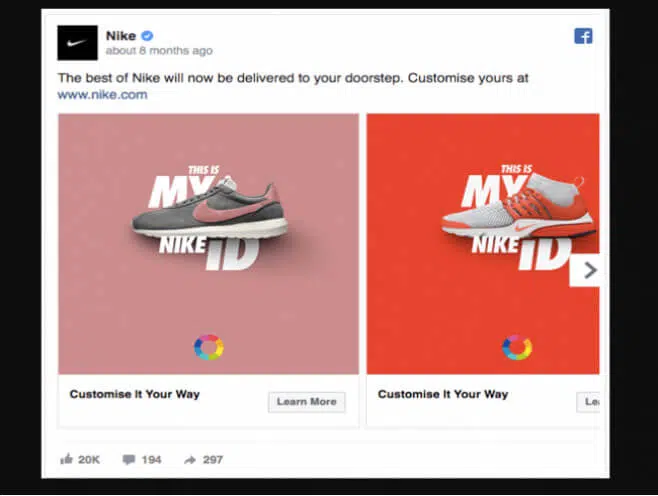 Nike
about 8 months ago
The best of Nike will now be delivered to your doorstep. Customise yours at
www.nike.com
THIS IS
MY
NIKE ID
THIS IS
MY
NIKE ID
Customise It Your Way
Learn More
Customise It Your Way
Le
20K 194 297